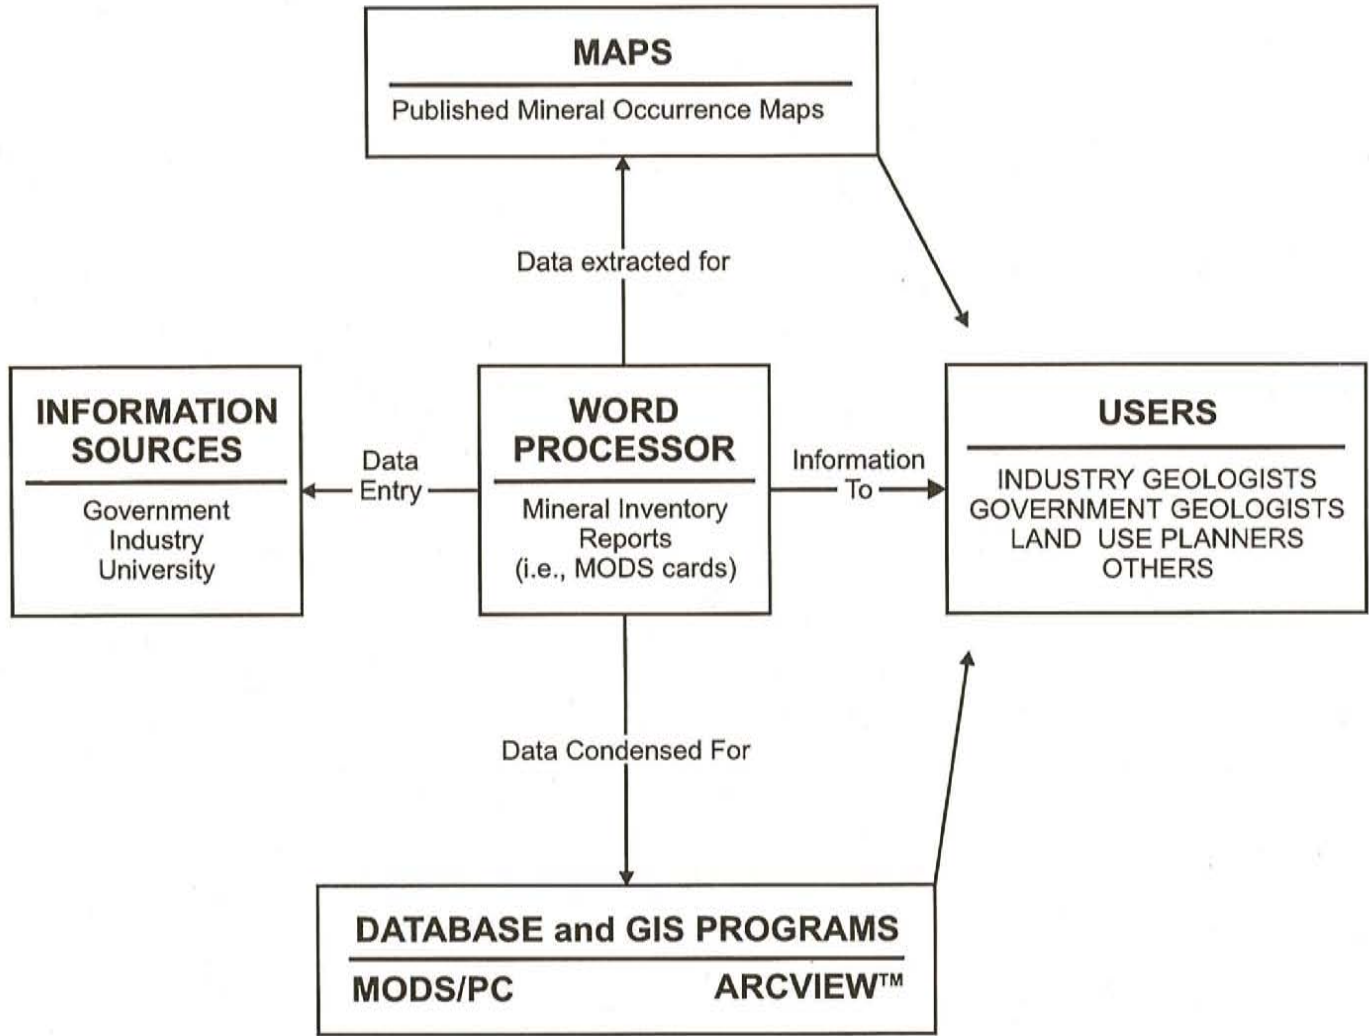 MAPS
Published Mineral Occurrence Maps
Data extracted for
INFORMATION
SOURCES
Government
Industry
University
Data
Entry
WORD
PROCESSOR
Mineral Inventory
Reports
(i.e., MODS cards)
Information
To
USERS
INDUSTRY GEOLOGISTS
GOVERNMENT GEOLOGISTS
LAND USE PLANNERS
OTHERS
Data Condensed For
DATABASE and GIS PROGRAMS
MODS/PC ARCVIEW™